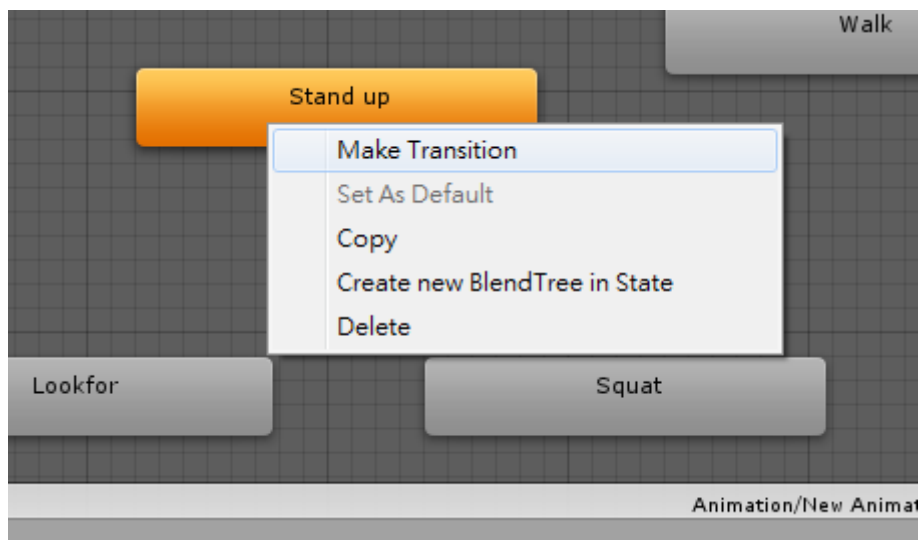 Walk
Stand up
Make Transition
Set As Default
Copy
Create new BlendTree in State
Delete
Lookfor
Squat
Animation/New